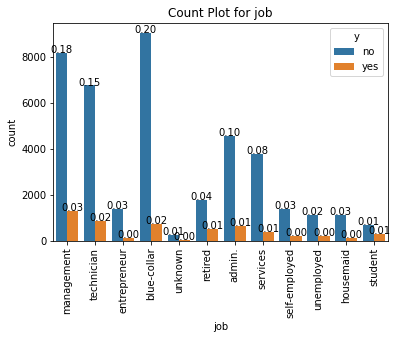 Count Plot for job
y
no
yes
count
8000
6000
4000
2000
0
0.18
0.03
0.15
0.02
0.03
0.00
0.20
0.02
0.01
0.00
0.04
0.01
0.10
0.01
0.08
0.01
0.03
0.00
0.02
0.00
0.03
0.00
0.01
0.01
management
technician
entrepreneur
blue-collar
unknown
retired
admin.
services
self-employed
unemployed
housemaid
student
job